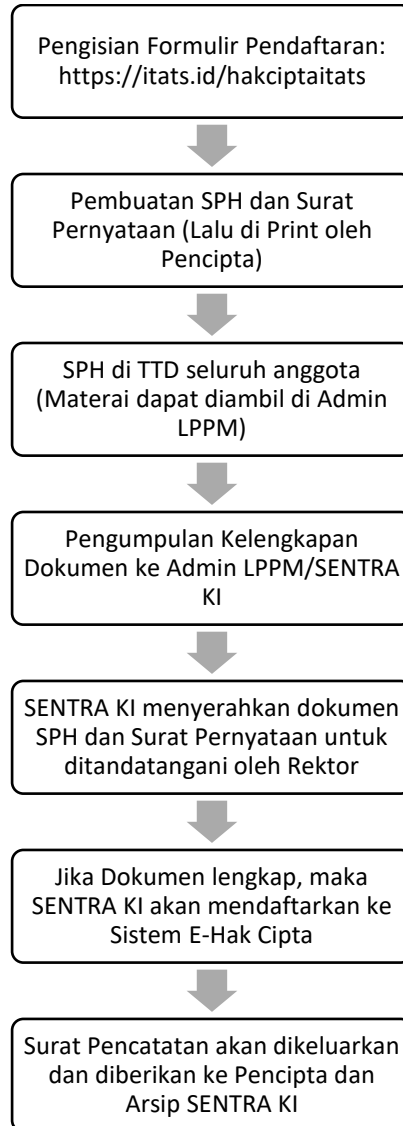 Pengisian Formulir Pendaftaran:
https://itats.id/hakciptaitats
Pembuatan SPH dan Surat
Pernyataan (Lalu di Print oleh
Pencipta)
SPH di TTD seluruh anggota
(Materai dapat diambil di Admin
LPPM)
Pengumpulan Kelengkapan
Dokumen ke Admin LPPM/SENTRA
KI
SENTRA KI menyerahkan dokumen
SPH dan Surat Pernyataan untuk
ditandatangani oleh Rektor
Jika Dokumen lengkap, maka
SENTRA KI akan mendaftarkan ke
Sistem E-Hak Cipta
Surat Pencatatan akan dikeluarkan
dan diberikan ke Pencipta dan
Arsip SENTRA KI